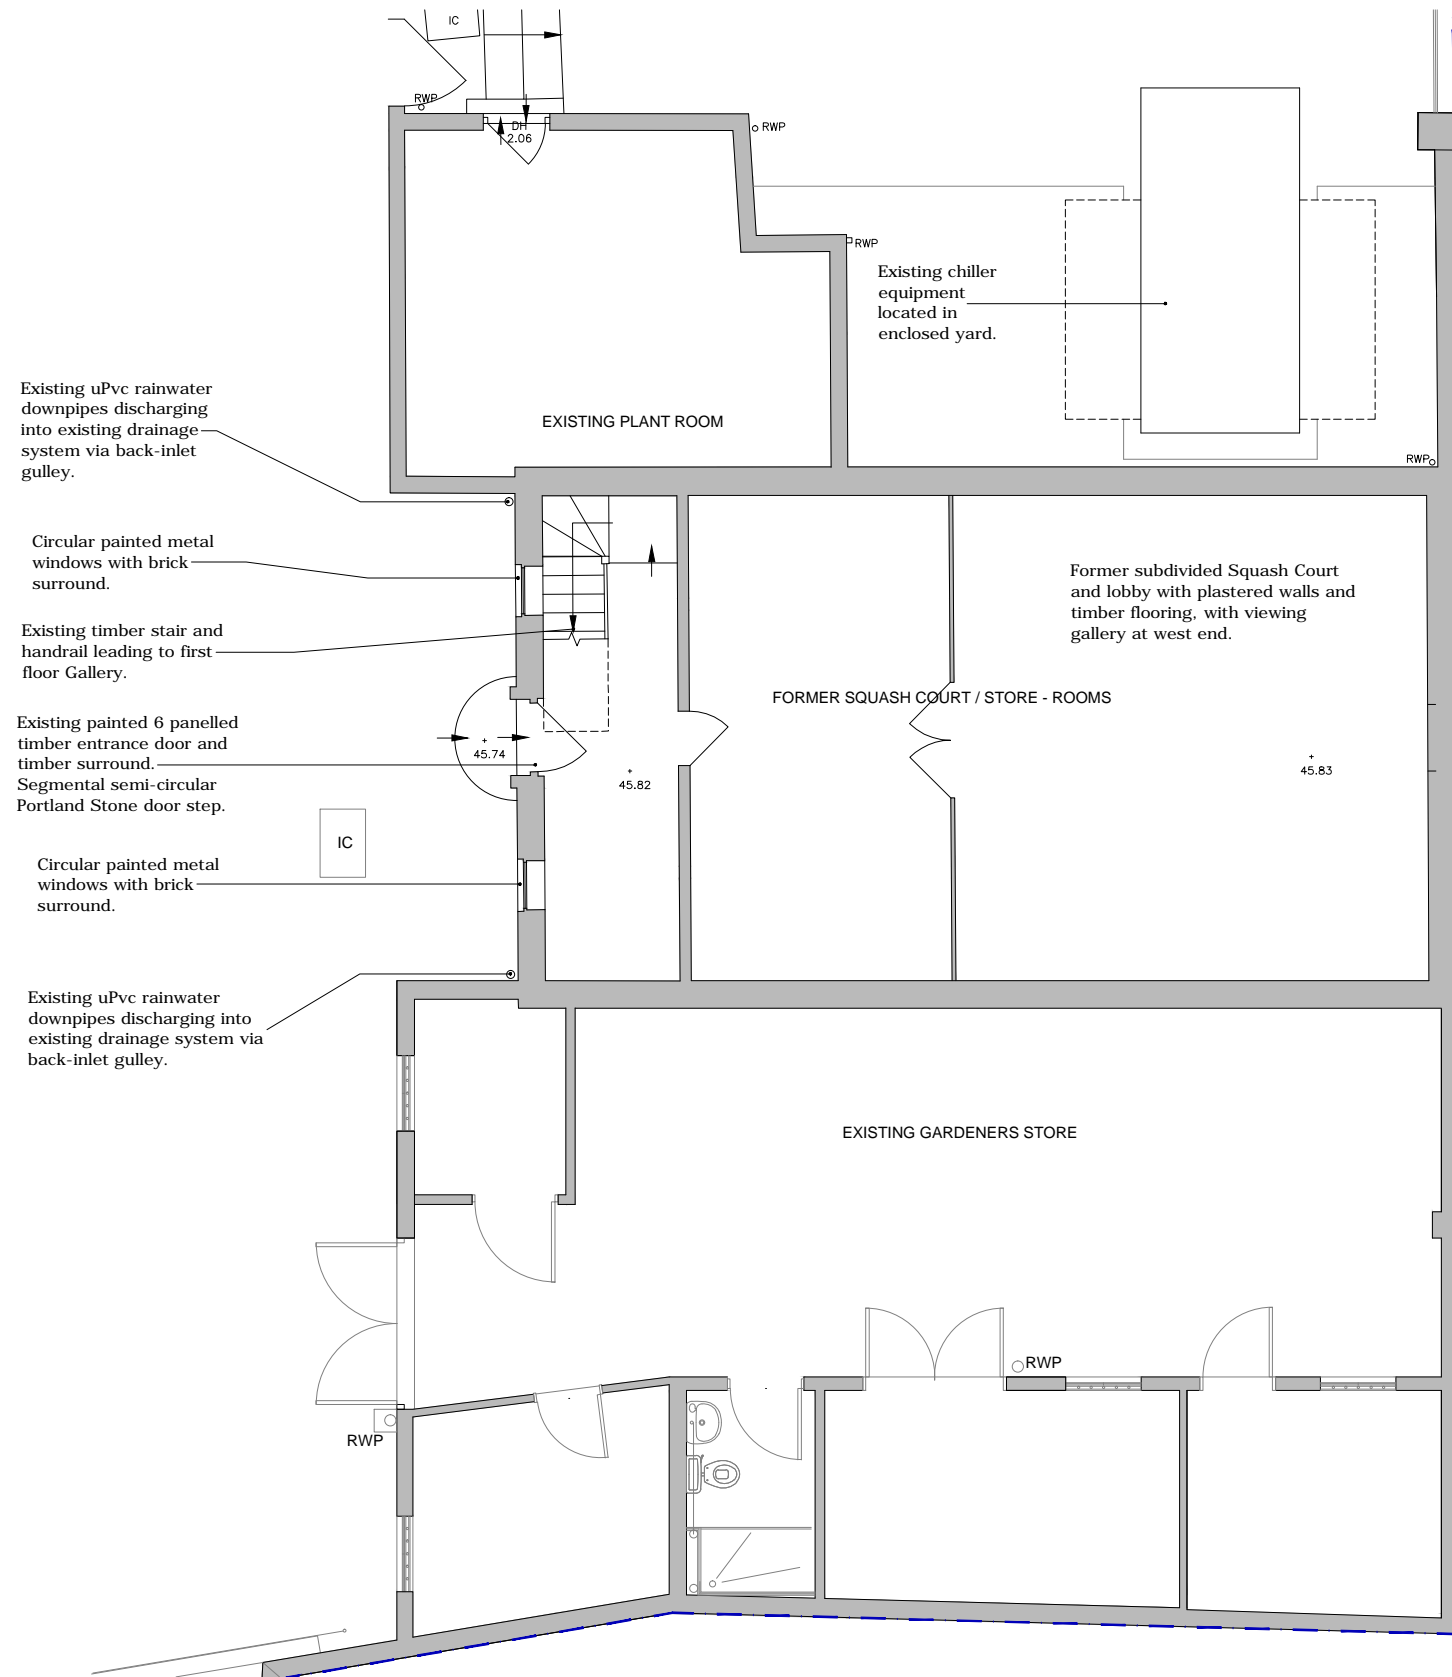 IC
RWP
DH
2.06
RWP
RWP
Existing chiller
equipment
located in
enclosed yard.
Existing uPvc rainwater
downpipes discharging
into existing drainage
system via back-inlet
gulley.
EXISTING PLANT ROOM
RWP
Circular painted metal
windows with brick
surround.
Former subdivided Squash Court
and lobby with plastered walls and
timber flooring, with viewing
gallery at west end.
Existing timber stair and
handrail leading to first
floor Gallery.
FORMER SQUASH COURT / STORE - ROOMS
Existing painted 6 panelled
timber entrance door and
timber surround.
Segmental semi-circular
Portland Stone door step.
45.74
45.82
45.83
IC
Circular painted metal
windows with brick
surround.
Existing uPvc rainwater
downpipes discharging into
existing drainage system via
back-inlet gulley.
EXISTING GARDENERS STORE
RWP
RWP